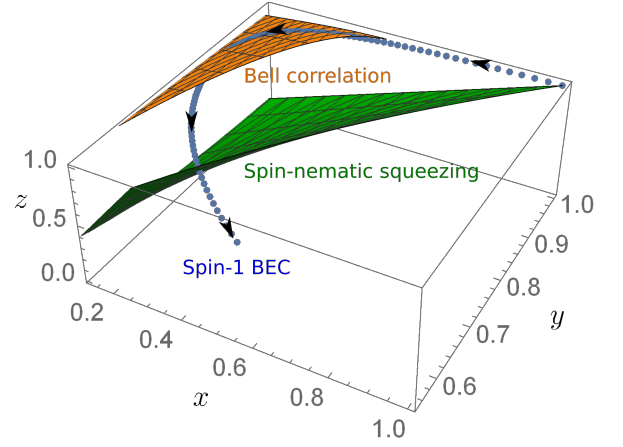 Bell correlation
Spin-nematic squeezing
Spin-1 BEC
1.0
z
0.5
0.0
0.2
0.4
0.6
0.8
1.0
x
1.0
0.9
0.8
0.7
0.6
y